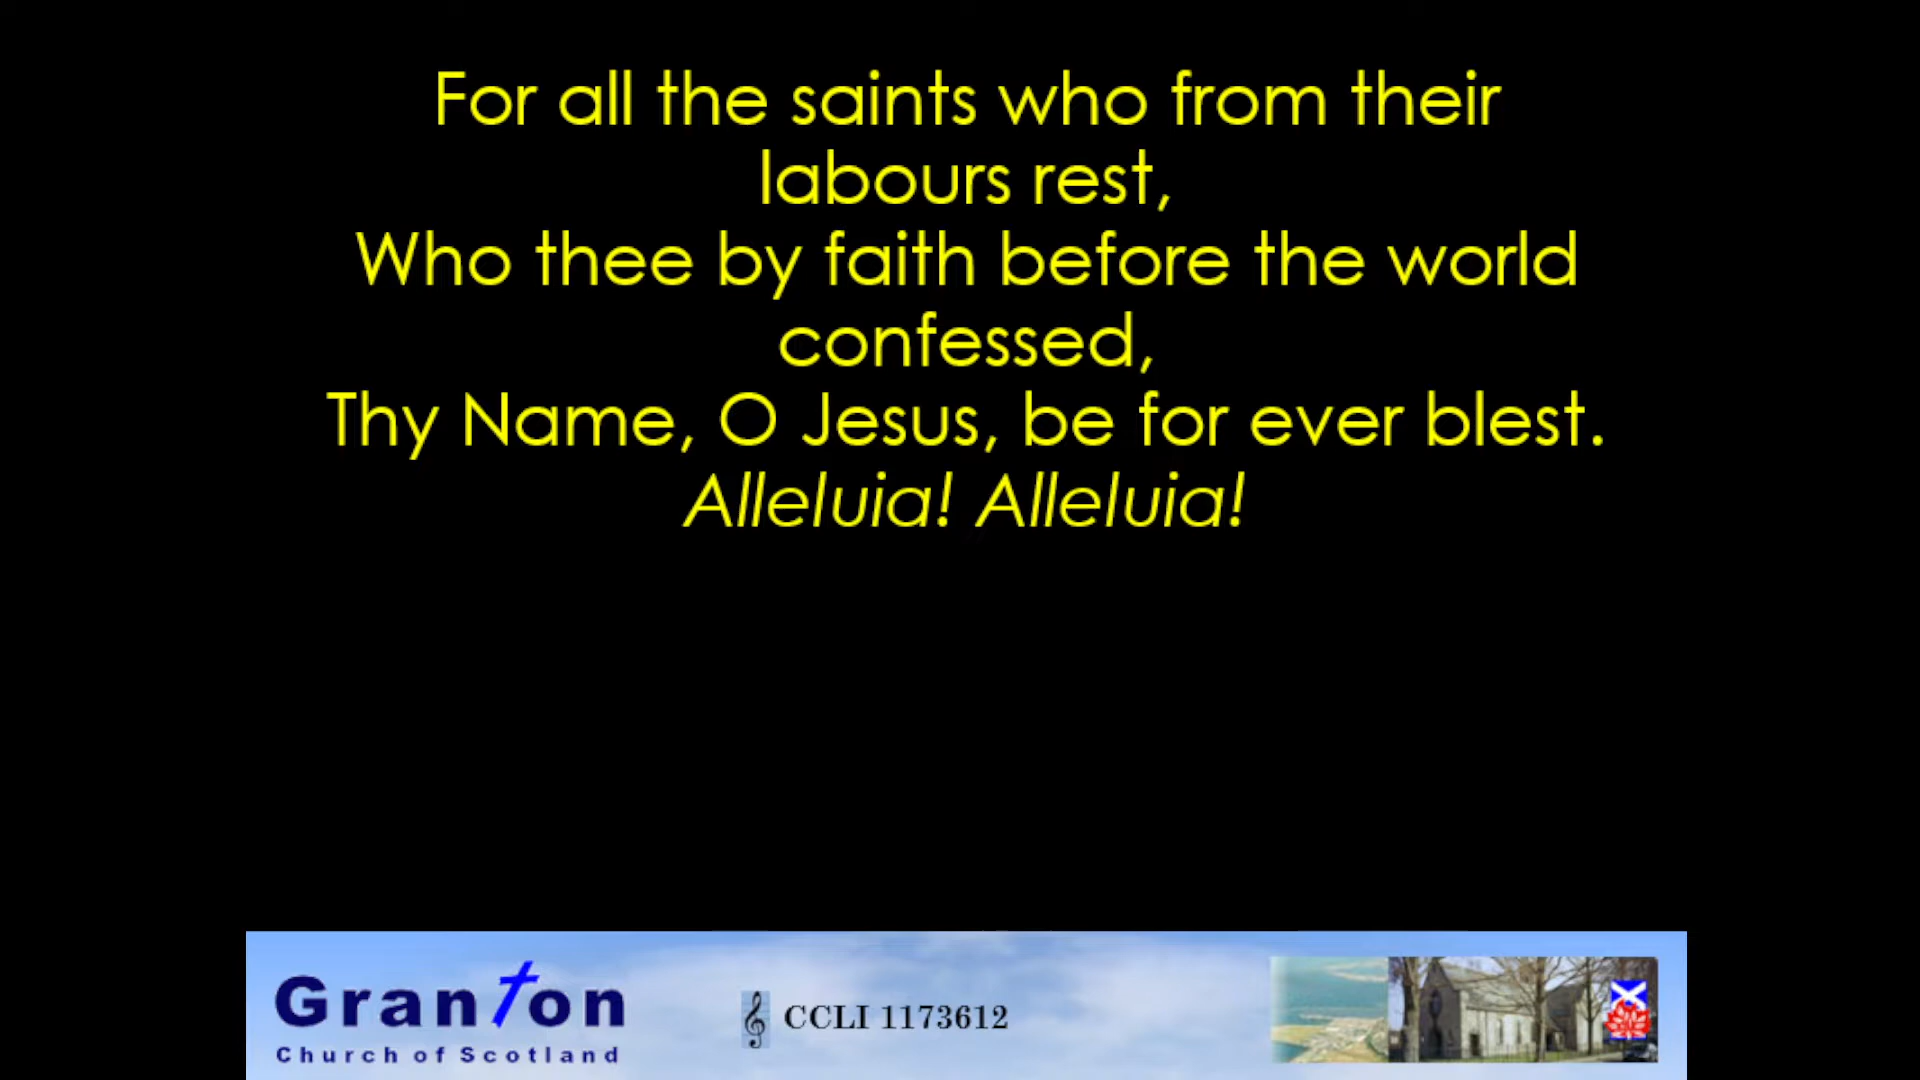 For all the saints who from their
labours rest,
Who thee by faith before the world
confessed,
Thy Name, O Jesus, be for ever blest.
Alleluia! Alleluia!
Granton
Church of Scotland
CCLI 1173612